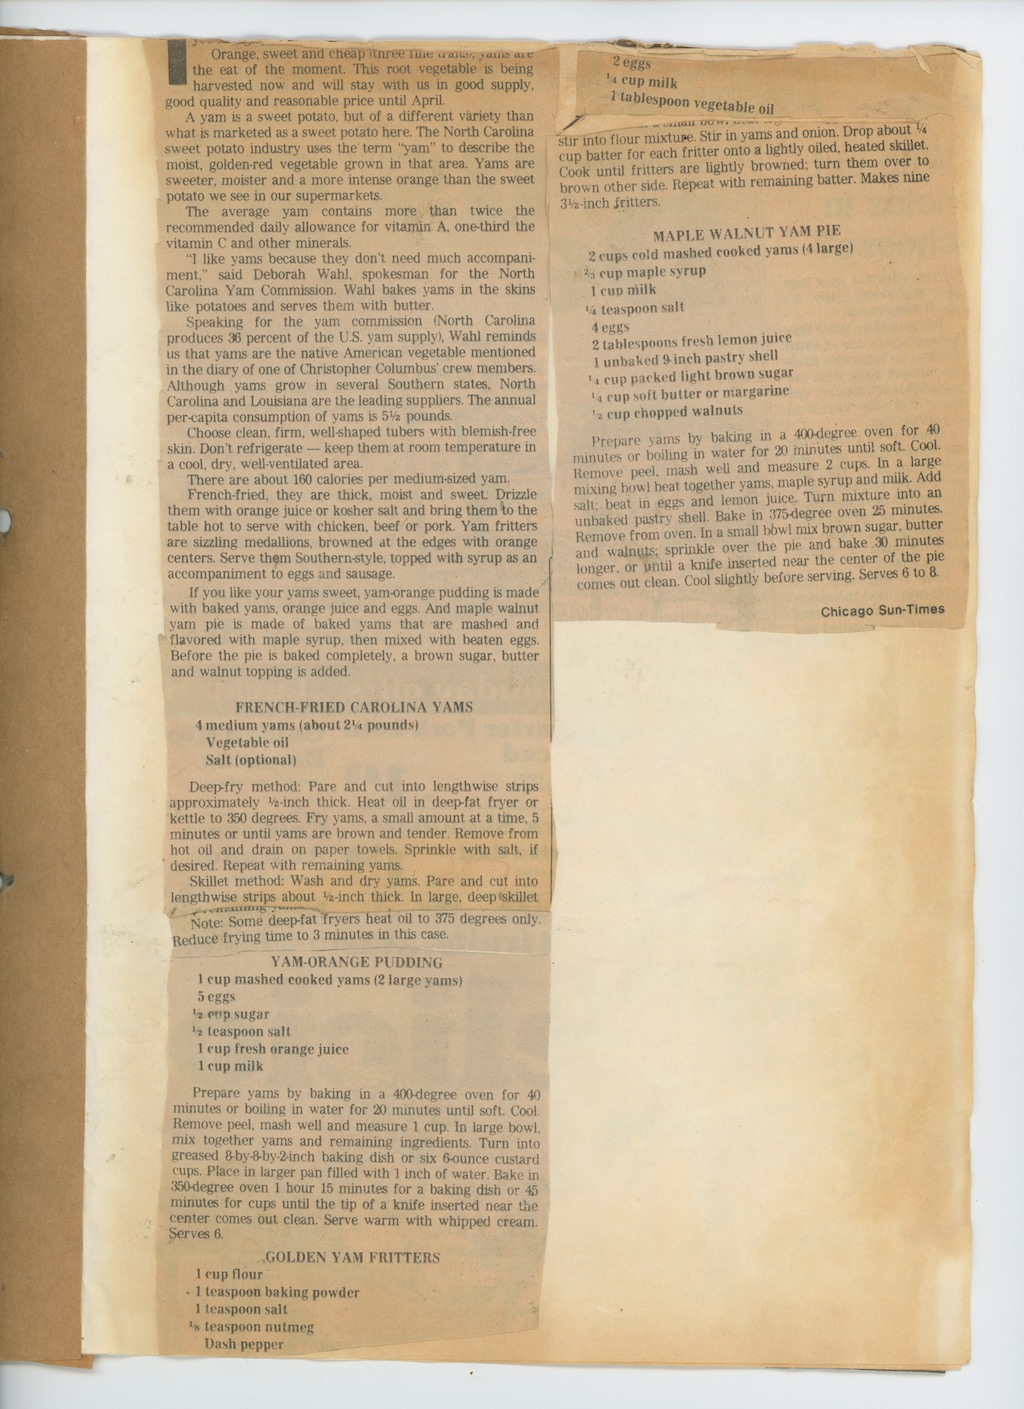 Orange, sweet and cheap (three fine traits), yams are
the eat of the moment. This root vegetable is being
harvested now and will stay with us in good supply,
good quality and reasonable price until April.
A yam is a sweet potato, but of a different variety than
what is marketed as a sweet potato here. The North Carolina
sweet potato industry uses the term “yam” to describe the
moist, golden-red vegetable grown in that area. Yams are
sweeter, moister and a more intense orange than the sweet
potato we see in our supermarkets.
The average yam contains more than twice the
recommended daily allowance for vitamin A, one-third the
vitamin C and other minerals.
“I like yams because they don’t need much accompani-
ment,” said Deborah Wahl, spokesman for the North
Carolina Yam Commission. Wahl bakes yams in the skins
like potatoes and serves them with butter.
Speaking for the yam commission (North Carolina
produces 36 percent of the U.S. yam supply), Wahl reminds
us that yams are the native American vegetable mentioned
in the diary of one of Christopher Columbus’ crew members.
Although yams grow in several Southern states, North
Carolina and Louisiana are the leading suppliers. The annual
per-capita consumption of yams is 5½ pounds.
Choose clean, firm, well-shaped tubers with blemish-free
skin. Don’t refrigerate — keep them at room temperature in
a cool, dry, well-ventilated area.
There are about 160 calories per medium-sized yam.
French-fried, they are thick, moist and sweet. Drizzle
them with orange juice or kosher salt and bring them to the
table hot to serve with chicken, beef or pork. Yam fritters
are sizzling medallions, browned at the edges with orange
centers. Serve them Southern-style, topped with syrup as an
accompaniment to eggs and sausage.
If you like your yams sweet, yam-orange pudding is made
with baked yams, orange juice and eggs. And maple walnut
yam pie is made of baked yams that are mashed and
flavored with maple syrup, then mixed with beaten eggs.
Before the pie is baked completely, a brown sugar, butter
and walnut topping is added.
FRENCH-FRIED CAROLINA YAMS
4 medium yams (about 2¼ pounds)
Vegetable oil
Salt (optional)
Deep-fry method: Pare and cut into lengthwise strips
approximately ½-inch thick. Heat oil in deep-fat fryer or
kettle to 350 degrees. Fry yams, a small amount at a time, 5
minutes or until yams are brown and tender. Remove from
hot oil and drain on paper towels. Sprinkle with salt, if
desired. Repeat with remaining yams.
Skillet method: Wash and dry yams. Pare and cut into
lengthwise strips about ½-inch thick. In large, deep skillet
Note: Some deep-fat fryers heat oil to 375 degrees only.
Reduce frying time to 3 minutes in this case.
YAM-ORANGE PUDDING
1 cup mashed cooked yams (2 large yams)
5 eggs
½ cup sugar
½ teaspoon salt
1 cup fresh orange juice
1 cup milk
Prepare yams by baking in a 400-degree oven for 40
minutes or boiling in water for 20 minutes until soft. Cool.
Remove peel, mash well and measure 1 cup. In large bowl,
mix together yams and remaining ingredients. Turn into
greased 8-by-8-by-2-inch baking dish or six 6-ounce custard
cups. Place in larger pan filled with 1 inch of water. Bake in
350-degree oven 1 hour 15 minutes for a baking dish or 45
minutes for cups until the tip of a knife inserted near the
center comes out clean. Serve warm with whipped cream.
Serves 6.
GOLDEN YAM FRITTERS
1 cup flour
1 teaspoon baking powder
1 teaspoon salt
⅛ teaspoon nutmeg
Dash pepper
2 eggs
¼ cup milk
1 tablespoon vegetable oil
stir into flour mixture. Stir in yams and onion. Drop about ¼
cup batter for each fritter onto a lightly oiled, heated skillet.
Cook until fritters are lightly browned; turn them over to
brown other side. Repeat with remaining batter. Makes nine
3½-inch fritters.
MAPLE WALNUT YAM PIE
2 cups cold mashed cooked yams (4 large)
⅔ cup maple syrup
1 cup milk
¼ teaspoon salt
4 eggs
2 tablespoons fresh lemon juice
1 unbaked 9-inch pastry shell
¼ cup packed light brown sugar
¼ cup soft butter or margarine
½ cup chopped walnuts
Prepare yams by baking in a 400-degree oven for 40
minutes or boiling in water for 20 minutes until soft. Cool.
Remove peel, mash well and measure 2 cups. In a large
mixing bowl beat together yams, maple syrup and milk. Add
salt; beat in eggs and lemon juice. Turn mixture into an
unbaked pastry shell. Bake in 375-degree oven 25 minutes.
Remove from oven. In a small bowl mix brown sugar, butter
and walnuts; sprinkle over the pie and bake 30 minutes
longer, or until a knife inserted near the center of the pie
comes out clean. Cool slightly before serving. Serves 6 to 8.
Chicago Sun-Times